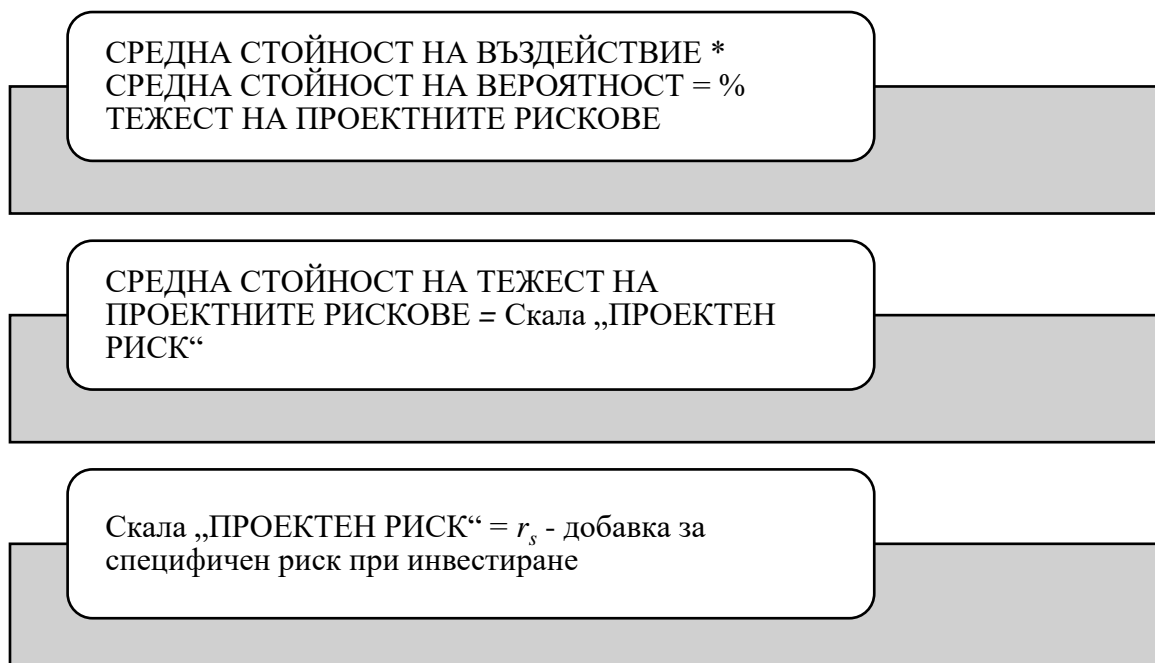 СРЕДНА СТОЙНОСТ НА ВЪЗДЕЙСТВИЕ *
СРЕДНА СТОЙНОСТ НА ВЕРОЯТНОСТ = %
ТЕЖЕСТ НА ПРОЕКТНИТЕ РИСКОВЕ
СРЕДНА СТОЙНОСТ НА ТЕЖЕСТ НА
ПРОЕКТНИТЕ РИСКОВЕ = Скала „ПРОЕКТЕН
РИСК“
Скала „ПРОЕКТЕН РИСК“ = rₛ - добавка за
специфичен риск при инвестиране